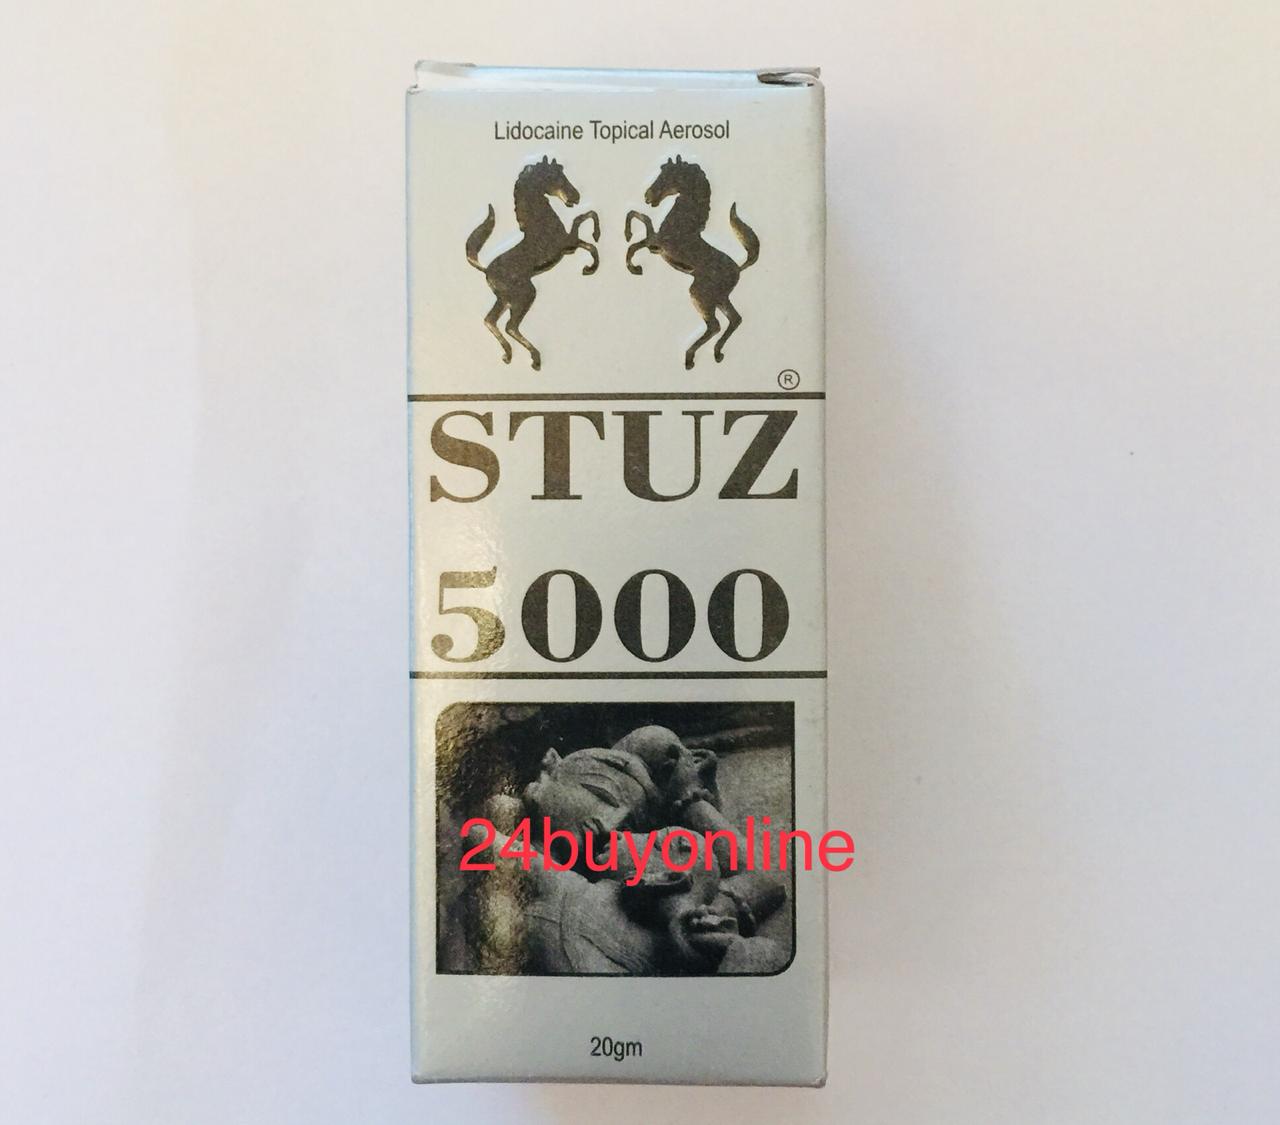 Lidocaine Topical Aerosol
®
STUZ
5000
24buyonline
20gm